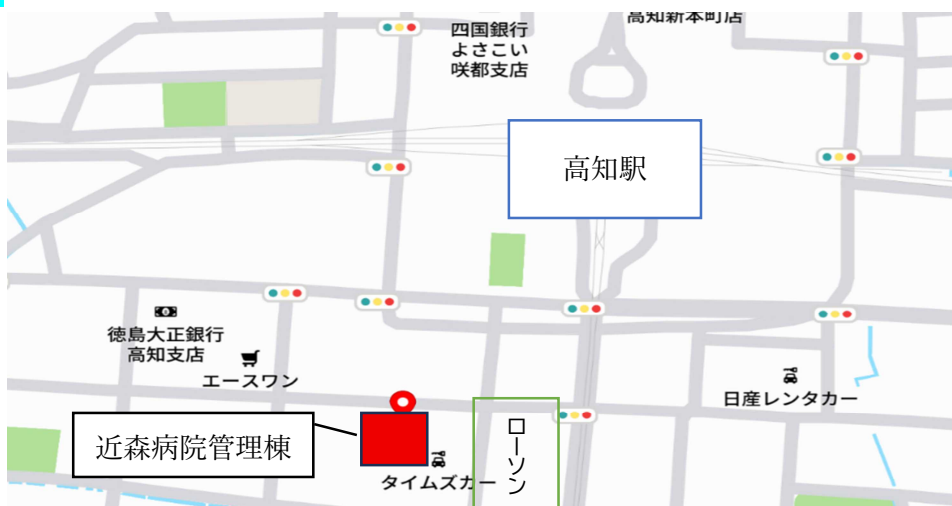 高知新本町店
四国銀行
よさこい
咲都支店
高知駅
徳島大正銀行
高知支店
エースワン
日産レンタカー
近森病院管理棟
ローソン
タイムズカー